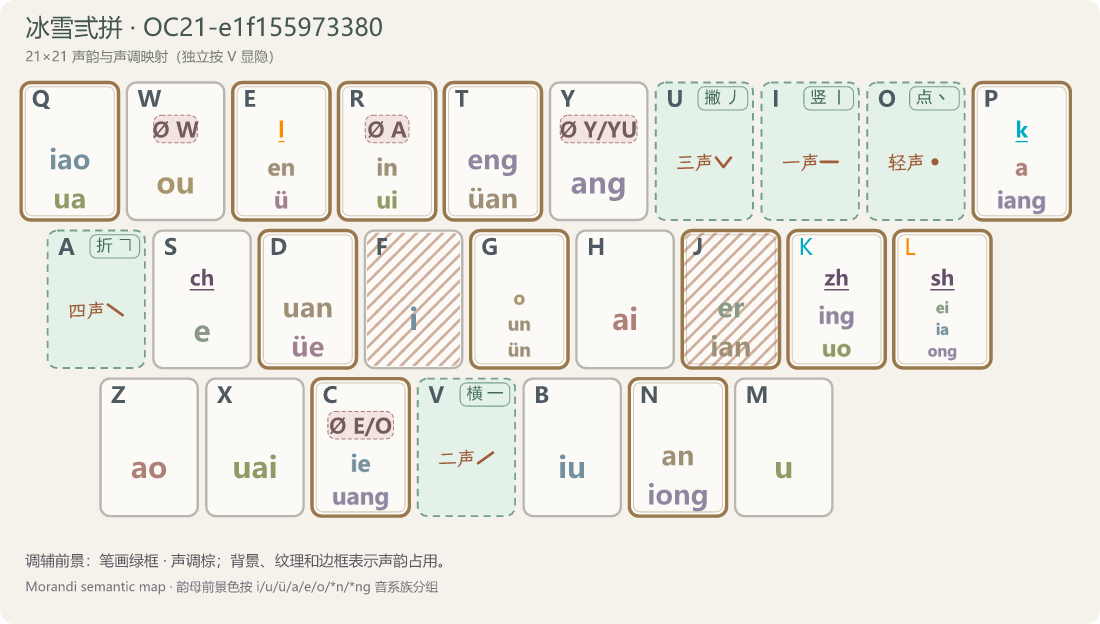 冰雪弍拼 · OC21-e1f155973380
21×21 声韵与声调映射（独立按 V 显隐）
Q
iao
ua
W
Ø W
ou
E
l
en
ü
R
Ø A
in
ui
T
eng
üan
Y
Ø Y/YU
ang
U 撇 丿
三声
I 竖 丨
一声
O 点 丶
轻声
P
k
a
iang
A 折 𠃍
四声
S
ch
e
D
uan
üe
F
i
G
o
un
ün
H
ai
J
er
ian
K
zh
ing
uo
L
sh
ei
ia
ong
Z
ao
X
uai
C
Ø E/O
ie
uang
V 横 一
二声
B
iu
N
an
iong
M
u
调辅前景：笔画绿框 · 声调棕；背景、纹理和边框表示声韵占用。
Morandi semantic map · 韵母前景色按 i/u/ü/a/e/o/*n/*ng 音系族分组